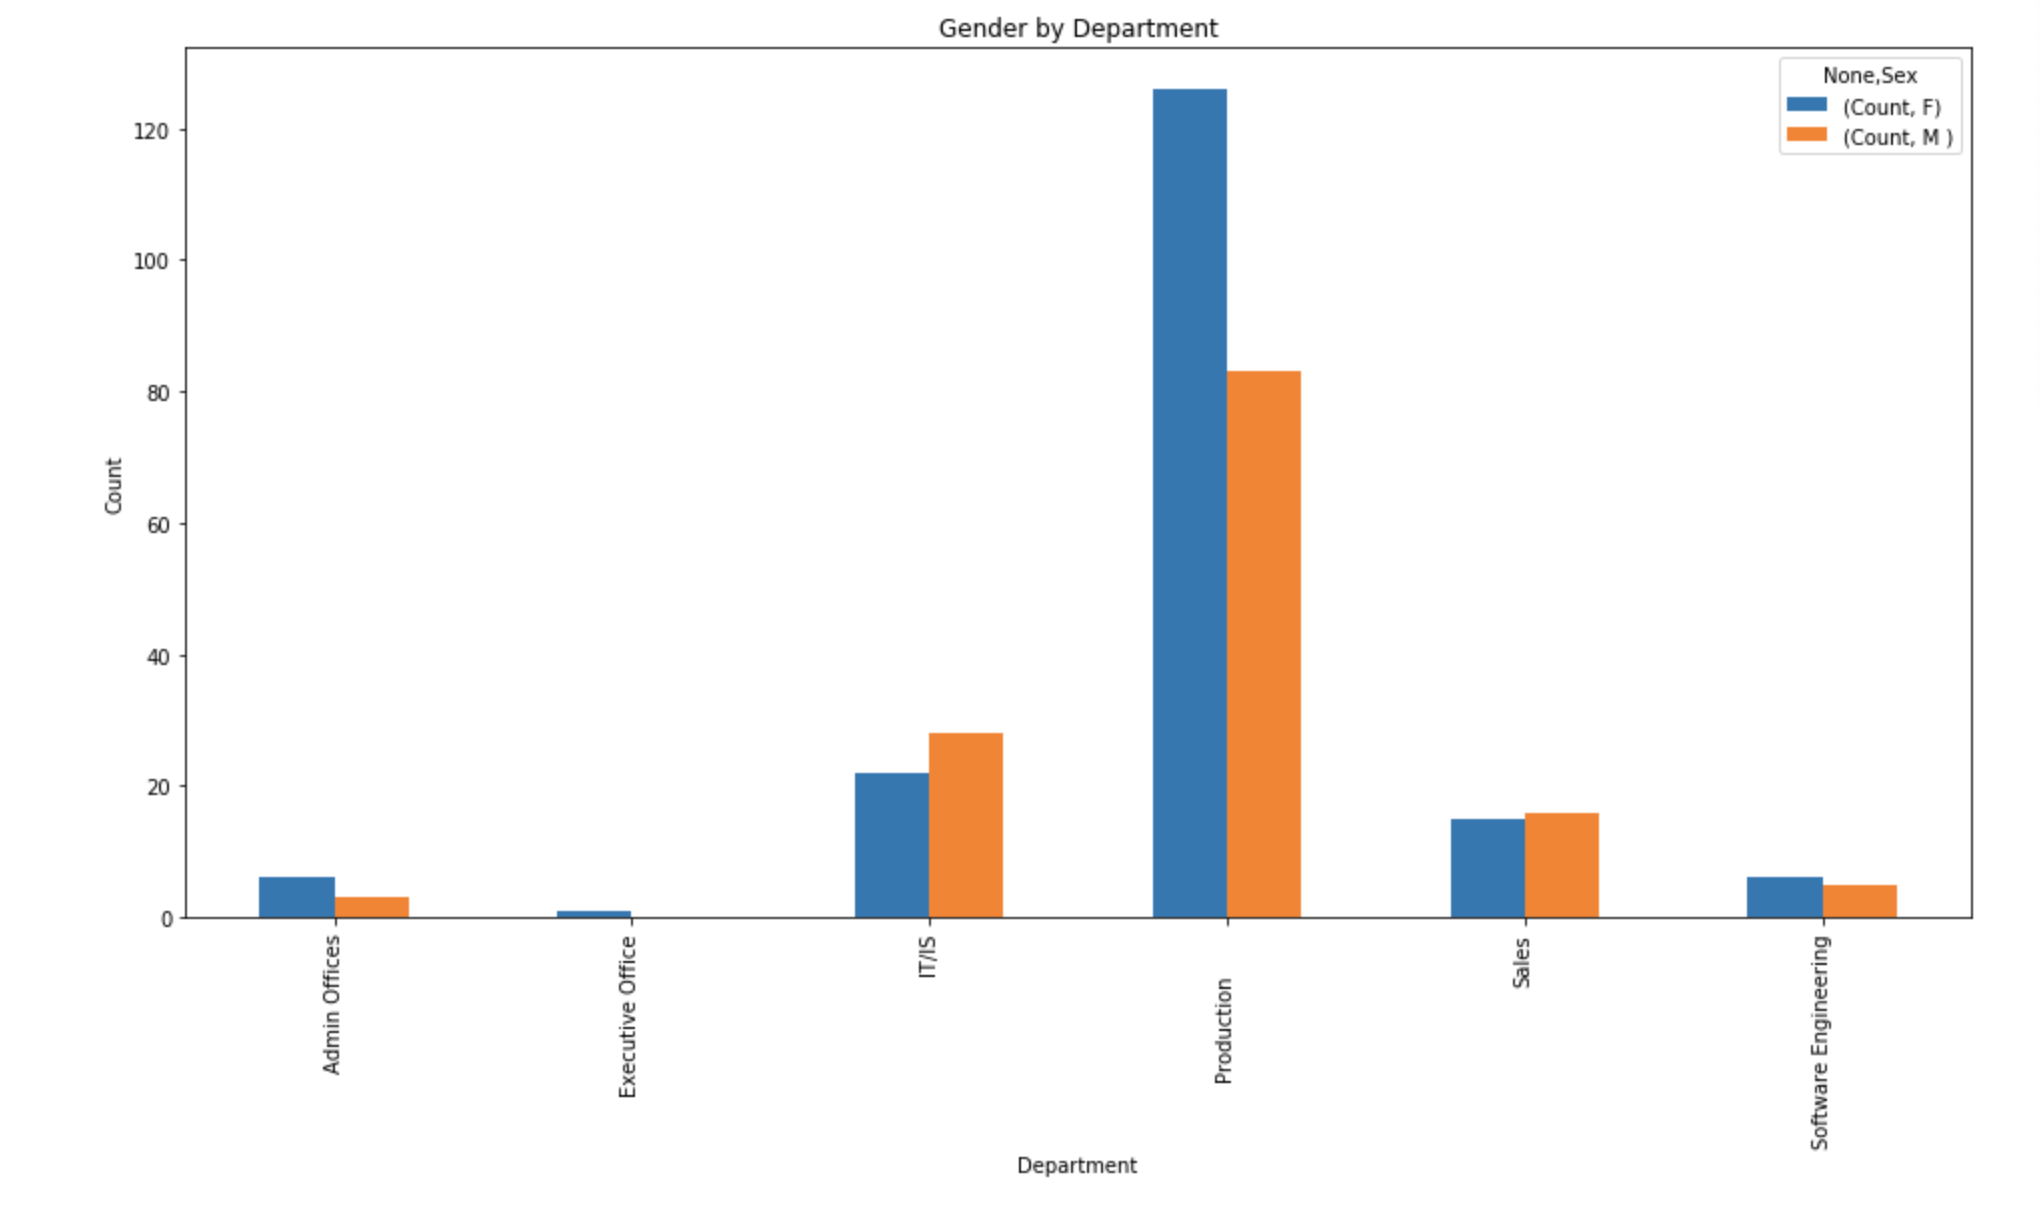 Gender by Department
None,Sex
(Count, F)
(Count, M )
120
100
80
60
40
20
0
Count
Admin Offices
Executive Office
IT/IS
Production
Sales
Software Engineering
Department